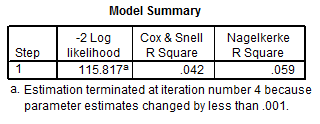 Model Summary
Step -2 Log likelihood Cox & Snell R Square Nagelkerke R Square
1 115.817a .042 .059
a. Estimation terminated at iteration number 4 because
parameter estimates changed by less than .001.